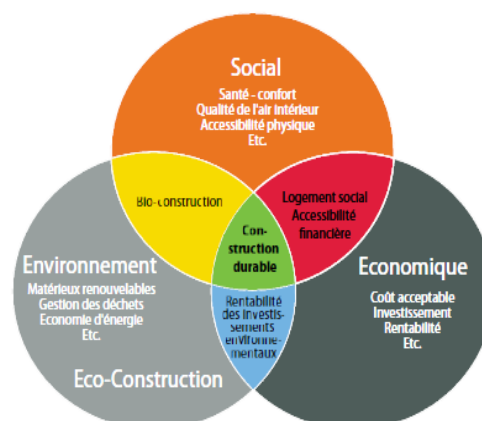 Social
Santé - confort
Qualité de l'air intérieur
Accessibilité physique
Etc.
Bio-construction
Logement social
Accessibilité
financière
Con-
struction
durable
Environnement
Matérieux renouvelables
Gestion des déchets
Economie d'énergie
Etc.
Economique
Coût acceptable
Investissement
Rentabilité
Etc.
Rentabilité
des investis-
sements
environne-
mentaux
Eco-Construction